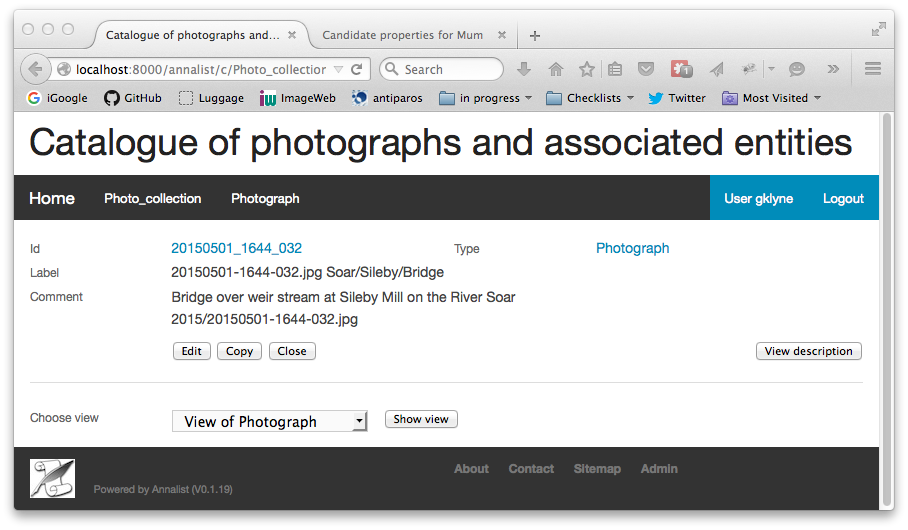 Catalogue of photographs and... × Candidate properties for Mum × +
localhost:8000/annalist/c/Photo_collection Search 1 »
iGoogle GitHub Luggage ImageWeb antiparos in progress Checklists Twitter Most Visited
Catalogue of photographs and associated entities
Home Photo_collection Photograph User gklyne Logout
Id 20150501_1644_032 Type Photograph
Label 20150501-1644-032.jpg Soar/Sileby/Bridge
Comment Bridge over weir stream at Sileby Mill on the River Soar
2015/20150501-1644-032.jpg
Edit Copy Close View description
Choose view View of Photograph Show view
About Contact Sitemap Admin
Powered by Annalist (V0.1.19)